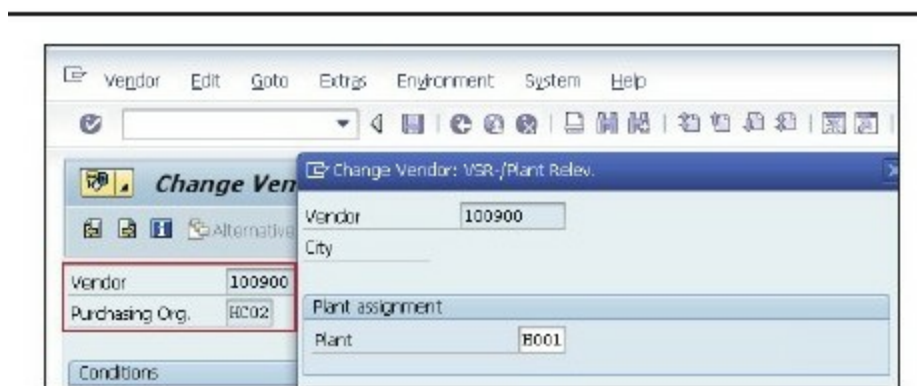 Vendor Edit Goto Extras Environment System Help
Change Ven
Alternative
Vendor 100900
Purchasing Org. HC02
Conditions
Change Vendor: VSR-/Plant Relev.
Vendor 100900
City
Plant assignment
Plant H001